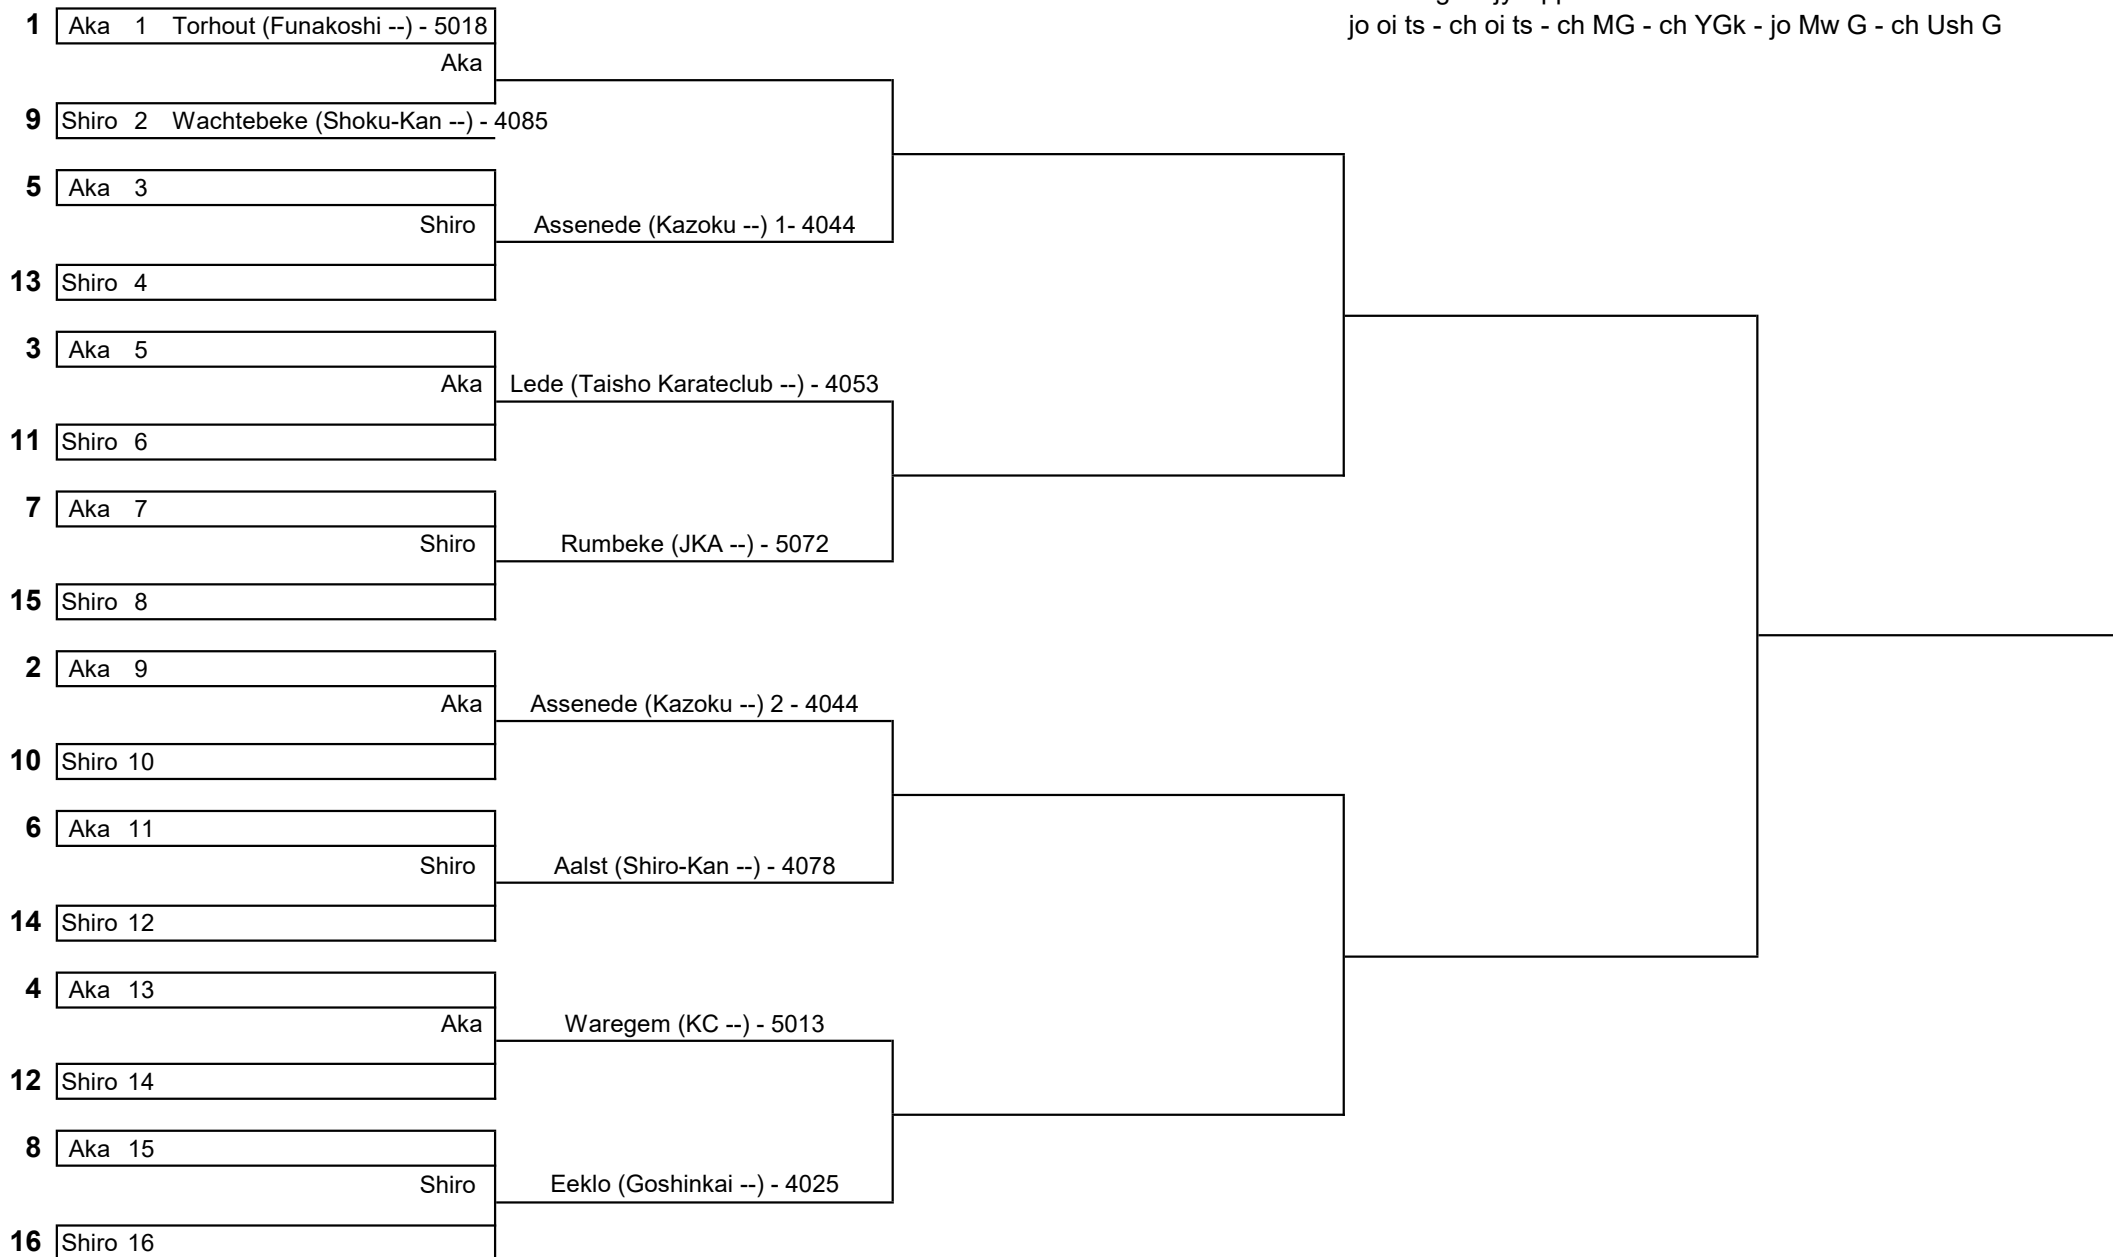 1 Aka 1 Torhout (Funakoshi --) - 5018
jo oi ts - ch oi ts - ch MG - ch YGk - jo Mw G - ch Ush G
Aka
9 Shiro 2 Wachtebeke (Shoku-Kan --) - 4085
5 Aka 3
Shiro Assenede (Kazoku --) 1- 4044
13 Shiro 4
3 Aka 5
Aka Lede (Taisho Karateclub --) - 4053
11 Shiro 6
7 Aka 7
Shiro Rumbeke (JKA --) - 5072
15 Shiro 8
2 Aka 9
Aka Assenede (Kazoku --) 2 - 4044
10 Shiro 10
6 Aka 11
Shiro Aalst (Shiro-Kan --) - 4078
14 Shiro 12
4 Aka 13
Aka Waregem (KC --) - 5013
12 Shiro 14
8 Aka 15
Shiro Eeklo (Goshinkai --) - 4025
16 Shiro 16